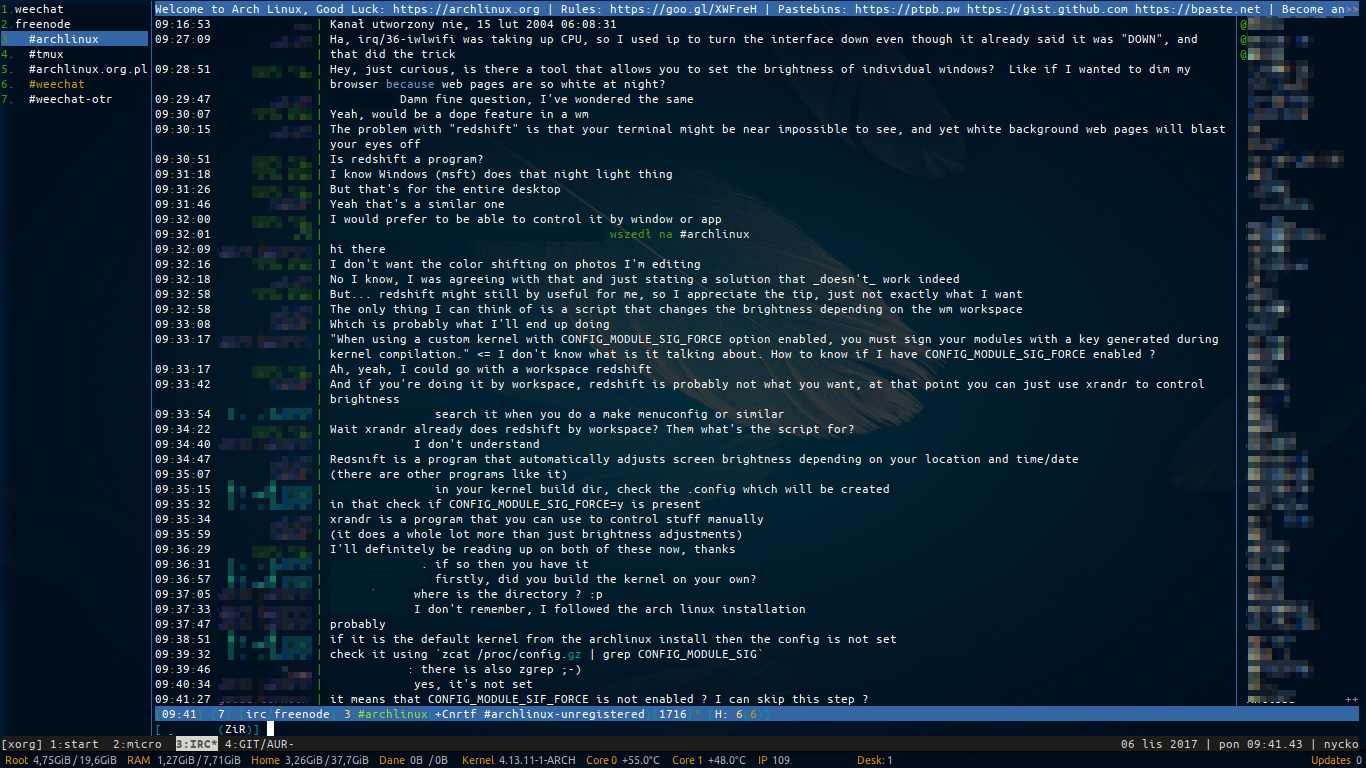 1.weechat
2.freenode
3. #archlinux
4. #tmux
5. #archlinux.org.pl
6. #weechat
7. #weechat-otr
Welcome to Arch Linux, Good Luck: https://archlinux.org | Rules: https://goo.gl/XWFreH | Pastebins: https://ptpb.pw https://gist.github.com https://bpaste.net | Become an>>
09:16:53 | Kanał utworzony nie, 15 lut 2004 06:08:31
09:27:09 | Ha, irq/36-iwlwifi was taking up CPU, so I used ip to turn the interface down even though it already said it was "DOWN", and
that did the trick
09:28:51 | Hey, just curious, is there a tool that allows you to set the brightness of individual windows? Like if I wanted to dim my
browser because web pages are so white at night?
09:29:47 | Damn fine question, I've wondered the same
09:30:07 | Yeah, would be a dope feature in a wm
09:30:15 | The problem with "redshift" is that your terminal might be near impossible to see, and yet white background web pages will blast
your eyes off
09:30:51 | Is redshift a program?
09:31:18 | I know Windows (msft) does that night light thing
09:31:26 | But that's for the entire desktop
09:31:46 | Yeah that's a similar one
09:32:00 | I would prefer to be able to control it by window or app
09:32:01 | wszedł na #archlinux
09:32:09 | hi there
09:32:16 | I don't want the color shifting on photos I'm editing
09:32:18 | No I know, I was agreeing with that and just stating a solution that _doesn't_ work indeed
09:32:58 | But... redshift might still by useful for me, so I appreciate the tip, just not exactly what I want
09:32:58 | The only thing I can think of is a script that changes the brightness depending on the wm workspace
09:33:08 | Which is probably what I'll end up doing
09:33:17 | "When using a custom kernel with CONFIG_MODULE_SIG_FORCE option enabled, you must sign your modules with a key generated during
kernel compilation." <= I don't know what is it talking about. How to know if I have CONFIG_MODULE_SIG_FORCE enabled ?
09:33:17 | Ah, yeah, I could go with a workspace redshift
09:33:42 | And if you're doing it by workspace, redshift is probably not what you want, at that point you can just use xrandr to control
brightness
09:33:54 | search it when you do a make menuconfig or similar
09:34:22 | Wait xrandr already does redshift by workspace? Them what's the script for?
09:34:40 | I don't understand
09:34:47 | Redshift is a program that automatically adjusts screen brightness depending on your location and time/date
09:35:07 | (there are other programs like it)
09:35:15 | in your kernel build dir, check the .config which will be created
09:35:32 | in that check if CONFIG_MODULE_SIG_FORCE=y is present
09:35:34 | xrandr is a program that you can use to control stuff manually
09:35:59 | (it does a whole lot more than just brightness adjustments)
09:36:29 | I'll definitely be reading up on both of these now, thanks
09:36:31 | . if so then you have it
09:36:57 | firstly, did you build the kernel on your own?
09:37:05 | where is the directory ? :p
09:37:33 | I don't remember, I followed the arch linux installation
09:37:47 | probably
09:38:51 | if it is the default kernel from the archlinux install then the config is not set
09:39:32 | check it using `zcat /proc/config.gz | grep CONFIG_MODULE_SIG`
09:39:46 | : there is also zgrep ;-)
09:40:34 | yes, it's not set
09:41:27 | it means that CONFIG_MODULE_SIF_FORCE is not enabled ? I can skip this step ? ++
09:41 [7] [irc/freenode] 3 #archlinux(+Cnrtf #archlinux-unregistered){1716}* [H: 6(6)]
[ (ZiR)]
[xorg] 1:start 2:micro 3:IRC* 4:GIT/AUR- 06 lis 2017 | pon 09:41.43 | nycko
Root 4,75GiB/19,6GiB RAM 1,27GiB/7,71GiB Home 3,26GiB/37,7GiB Dane 0B /0B Kernel 4.13.11-1-ARCH Core 0 +55.0°C Core 1 +48.0°C IP 109 Desk: 1 Updates 0